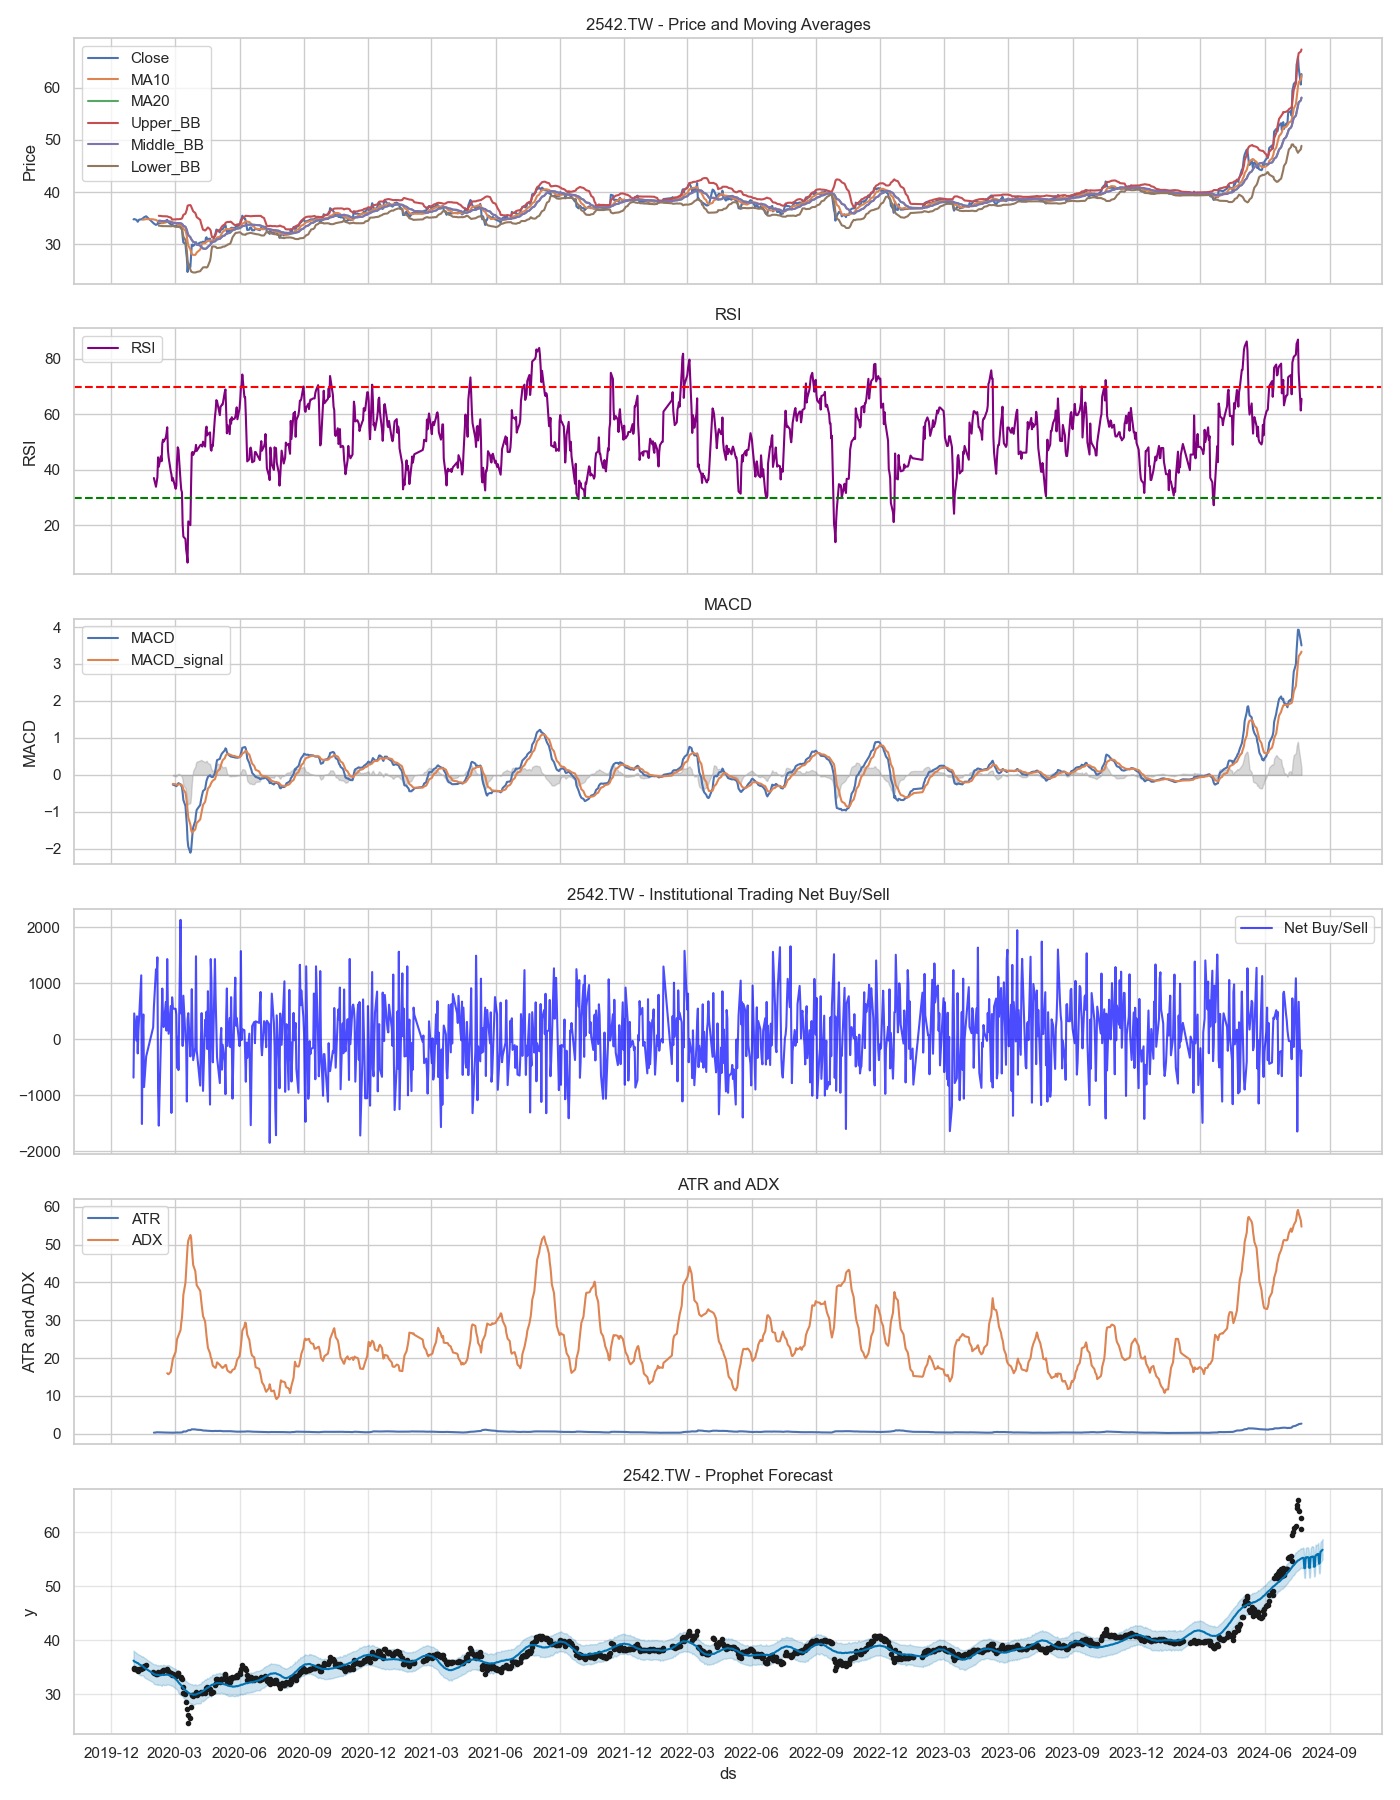 2542.TW - Price and Moving Averages
Close
MA10
MA20
Upper_BB
Middle_BB
Lower_BB
Price
60
50
40
30
RSI
RSI
RSI
80
60
40
20
MACD
MACD
MACD_signal
MACD
4
3
2
1
0
−1
−2
2542.TW - Institutional Trading Net Buy/Sell
Net Buy/Sell
2000
1000
0
−1000
−2000
ATR and ADX
ATR
ADX
ATR and ADX
60
50
40
30
20
10
0
2542.TW - Prophet Forecast
y
60
50
40
30
2019-12 2020-03 2020-06 2020-09 2020-12 2021-03 2021-06 2021-09 2021-12 2022-03 2022-06 2022-09 2022-12 2023-03 2023-06 2023-09 2023-12 2024-03 2024-06 2024-09
ds